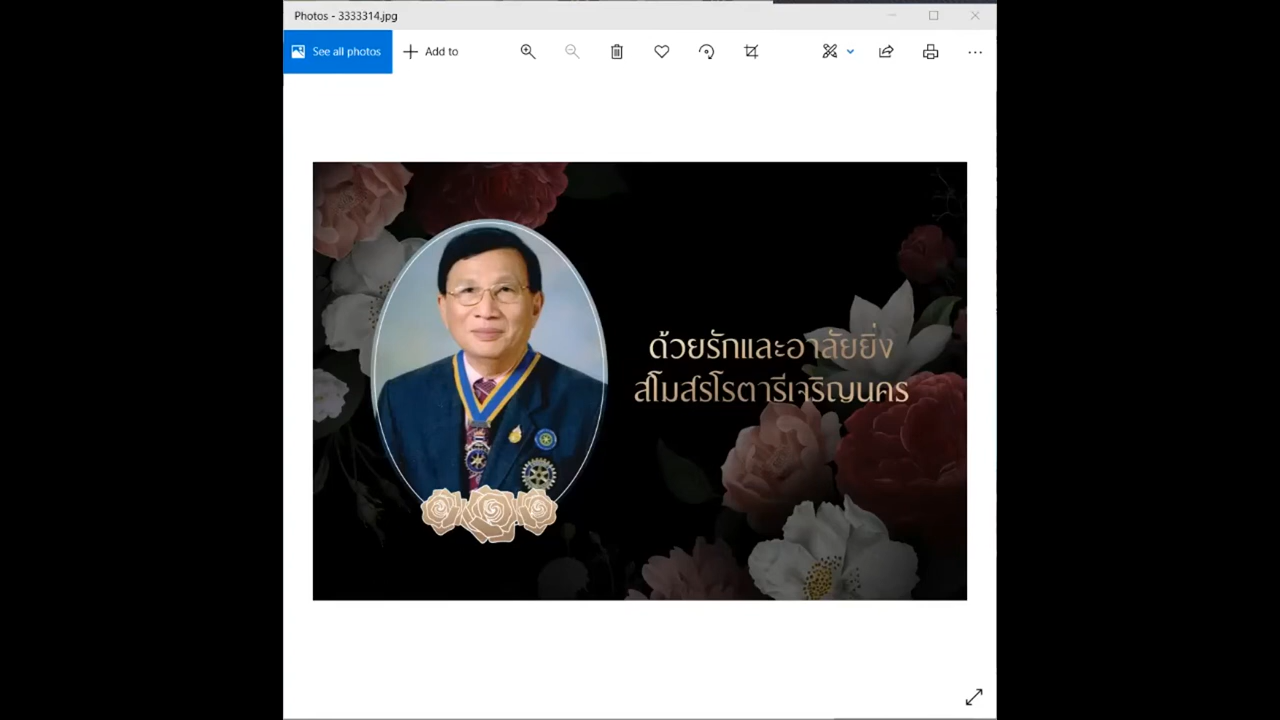 Photos - 3333314.jpg
See all photos
Add to
ด้วยรักและอาลัยยิ่ง
สโมสรโรตารีเจริญนคร